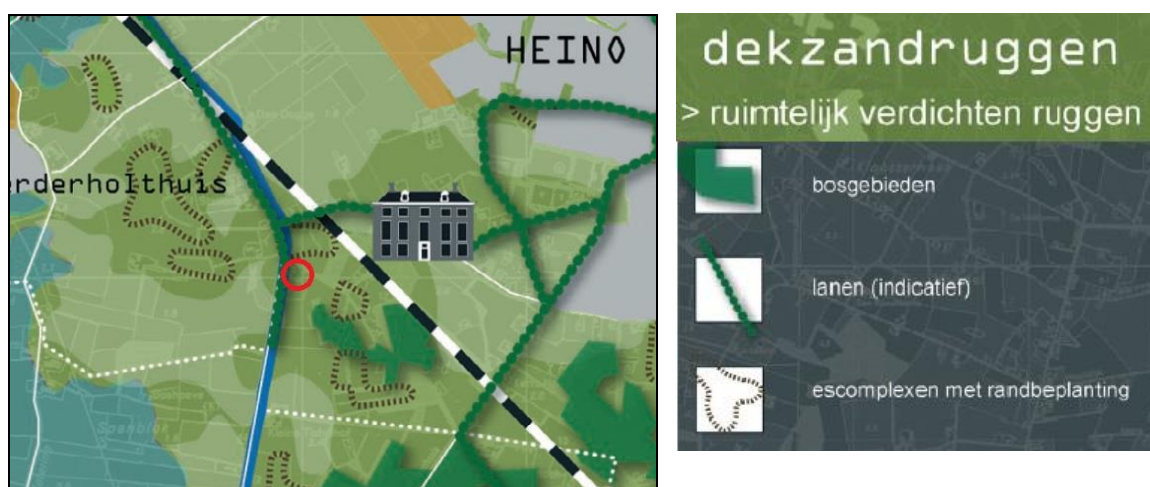 HEINO
rderholthuis
dekzandruggen
> ruimtelijk verdichten ruggen
bosgebieden
lanen (indicatief)
escomplexen met randbeplanting